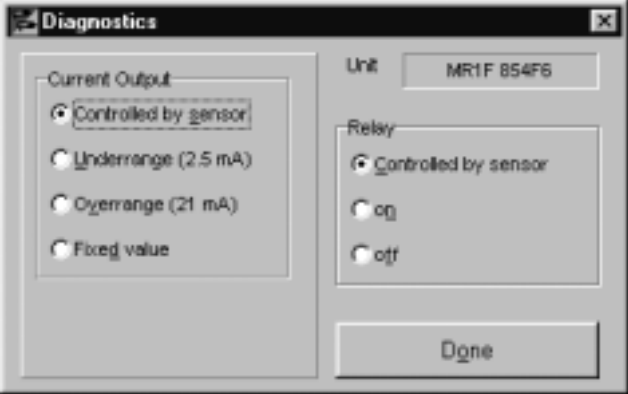 Diagnostics
Current Output
Controlled by sensor
Underrange (2.5 mA)
Overrange (21 mA)
Fixed value
Unit
MR1F 854F6
Relay
Controlled by sensor
on
off
Done